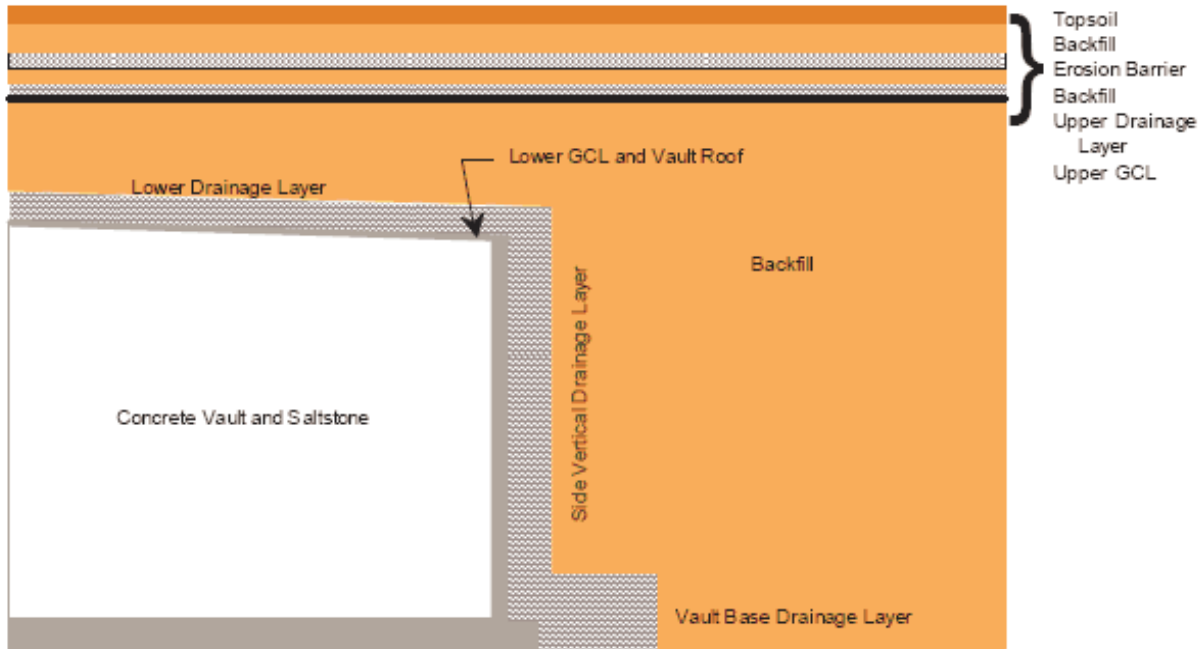 Topsoil
Backfill
Erosion Barrier
Backfill
Upper Drainage
Layer
Upper GCL
Lower GCL and Vault Roof
Lower Drainage Layer
Backfill
Side Vertical Drainage Layer
Concrete Vault and Saltstone
Vault Base Drainage Layer